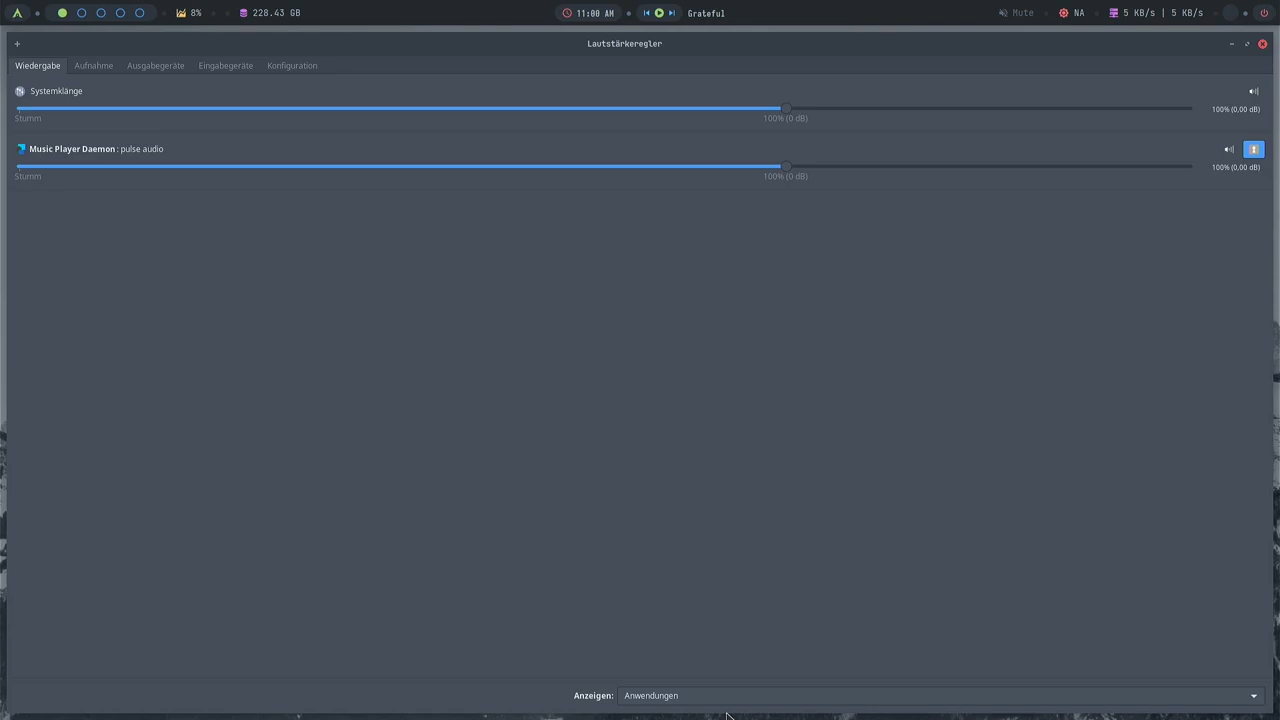 8% 228.43 GB 11:00 AM Grateful Mute NA 5 KB/s | 5 KB/s
Lautstärkeregler
Wiedergabe Aufnahme Ausgabegeräte Eingabegeräte Konfiguration
Systemklänge
100% (0,00 dB)
Stumm 100% (0 dB)
Music Player Daemon : pulse audio
100% (0,00 dB)
Stumm 100% (0 dB)
Anzeigen: Anwendungen